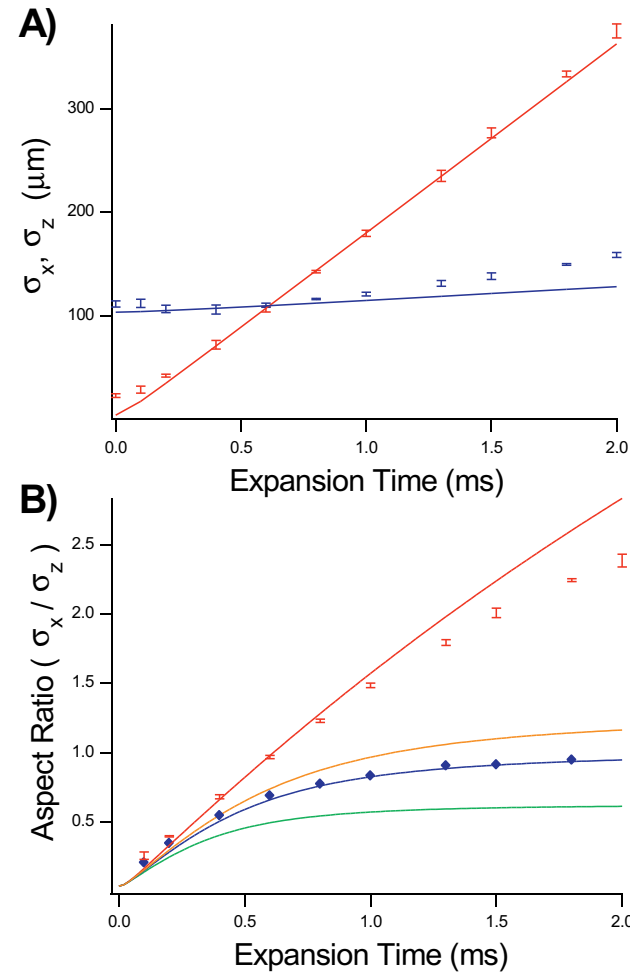 A)
300
200
100
σx, σz (μm)
0.0 0.5 1.0 1.5 2.0
Expansion Time (ms)
B)
2.5
2.0
1.5
1.0
0.5
Aspect Ratio ( σx / σz )
0.0 0.5 1.0 1.5 2.0
Expansion Time (ms)